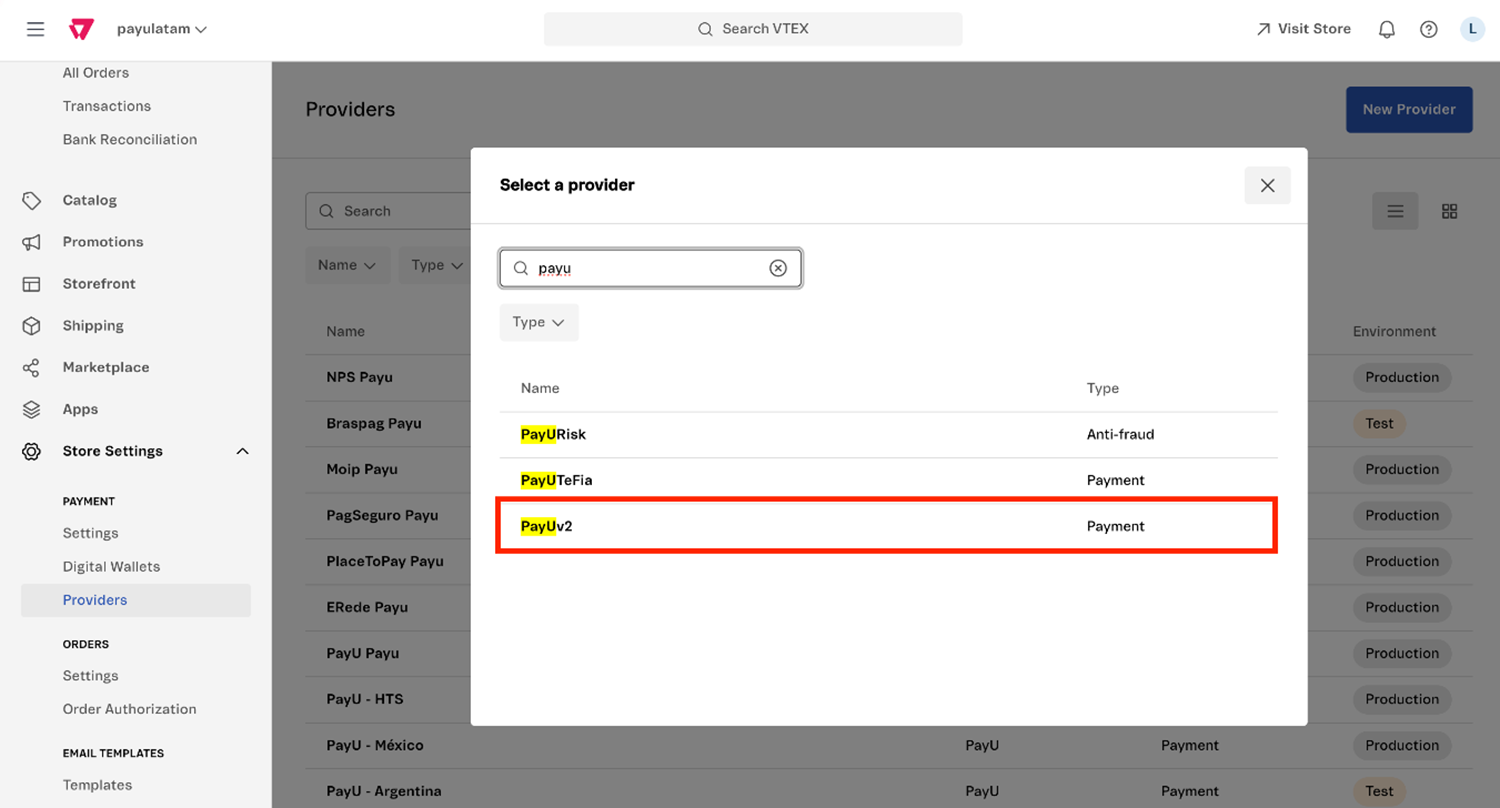 payulatam
Search VTEX
Visit Store
L
All Orders
Transactions
Bank Reconciliation
Catalog
Promotions
Storefront
Shipping
Marketplace
Apps
Store Settings
PAYMENT
Settings
Digital Wallets
Providers
ORDERS
Settings
Order Authorization
EMAIL TEMPLATES
Templates
Providers
New Provider
Search
Name
Type
Name Environment
NPS Payu Production
Braspag Payu Test
Moip Payu Production
PagSeguro Payu Production
PlaceToPay Payu Production
ERede Payu Production
PayU Payu Production
PayU - HTS Production
PayU - México PayU Payment Production
PayU - Argentina PayU Payment Test
Select a provider
payu
Type
Name Type
PayURisk Anti-fraud
PayUTeFia Payment
PayUv2 Payment